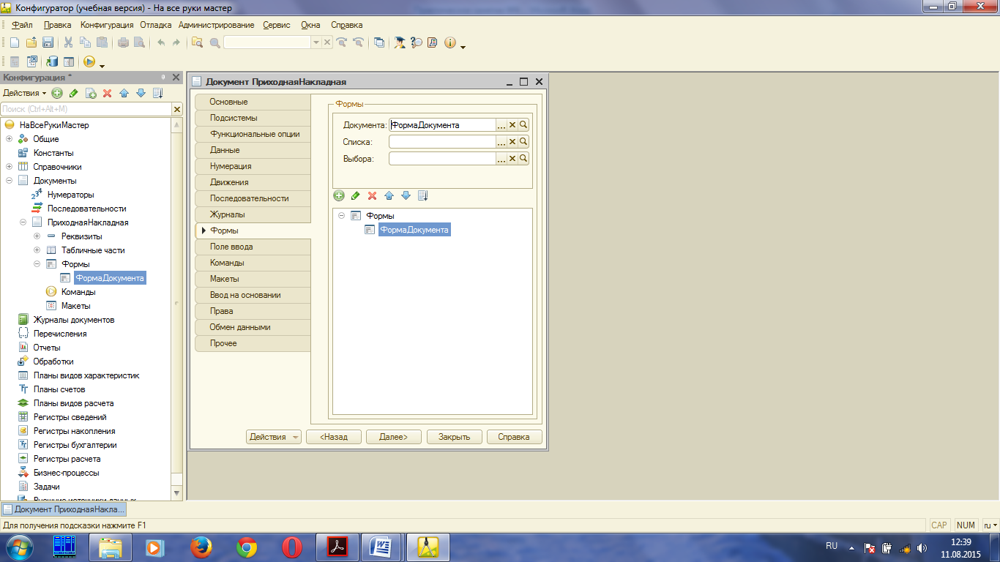 Конфигуратор (учебная версия) - На все руки мастер
Файл Правка Конфигурация Отладка Администрирование Сервис Окна Справка
Конфигурация *
Действия
Поиск (Ctrl+Alt+M)
НаВсеРукиМастер
Общие
Константы
Справочники
Документы
Нумераторы
Последовательности
ПриходнаяНакладная
Реквизиты
Табличные части
Формы
ФормаДокумента
Команды
Макеты
Журналы документов
Перечисления
Отчеты
Обработки
Планы видов характеристик
Планы счетов
Планы видов расчета
Регистры сведений
Регистры накопления
Регистры бухгалтерии
Регистры расчета
Бизнес-процессы
Задачи
Внешние источники данных
Документ ПриходнаяНакладная
Основные
Подсистемы
Функциональные опции
Данные
Нумерация
Движения
Последовательности
Журналы
Формы
Поле ввода
Команды
Макеты
Ввод на основании
Права
Обмен данными
Прочее
Формы
Документа: ФормаДокумента
Списка:
Выбора:
Формы
ФормаДокумента
Действия <Назад Далее> Закрыть Справка
Документ ПриходнаяНакла...
Для получения подсказки нажмите F1
CAP NUM ru
RU
12:39
11.08.2015